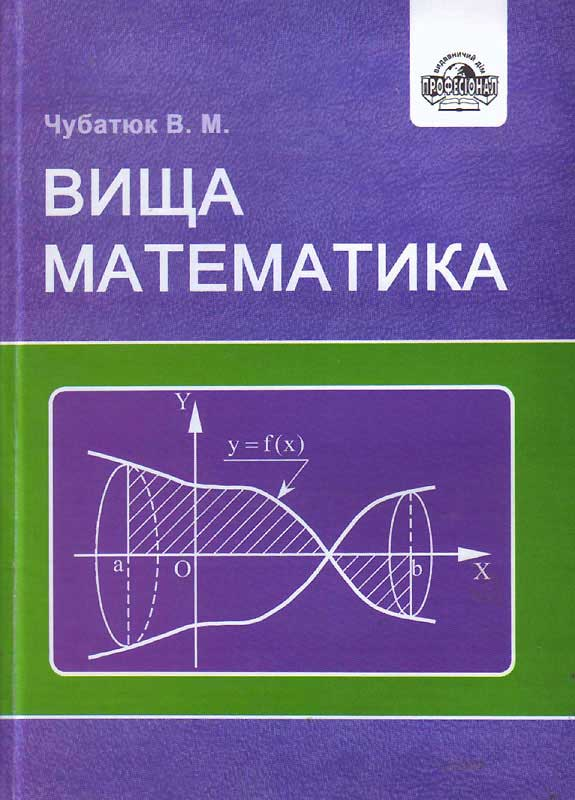 видавничий дім
ПРОФЕСІОНАЛ
Чубатюк В. М.
ВИЩА
МАТЕМАТИКА
Y
y = f(x)
a
O
b
X